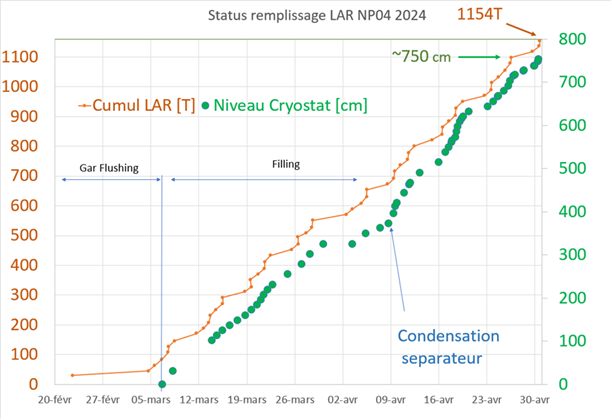 Status remplissage LAR NP04 2024
1154T
~750 cm
Cumul LAR [T]
Niveau Cryostat [cm]
Gar Flushing
Filling
Condensation
separateur
1100
1000
900
800
700
600
500
400
300
200
100
0
800
700
600
500
400
300
200
100
0
20-févr
27-févr
05-mars
12-mars
19-mars
26-mars
02-avr
09-avr
16-avr
23-avr
30-avr